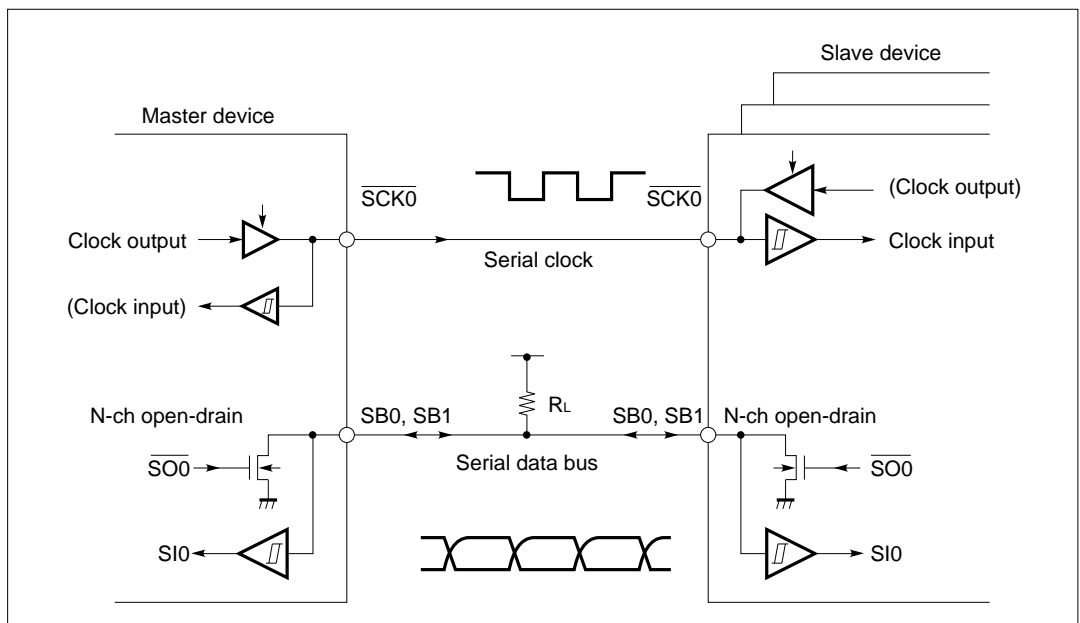 Slave device
Master device
(Clock output)
SCK0
SCK0
Clock output
Clock input
Serial clock
(Clock input)
RL
N-ch open-drain
SB0, SB1
SB0, SB1
N-ch open-drain
SO0
Serial data bus
SO0
SI0
SI0